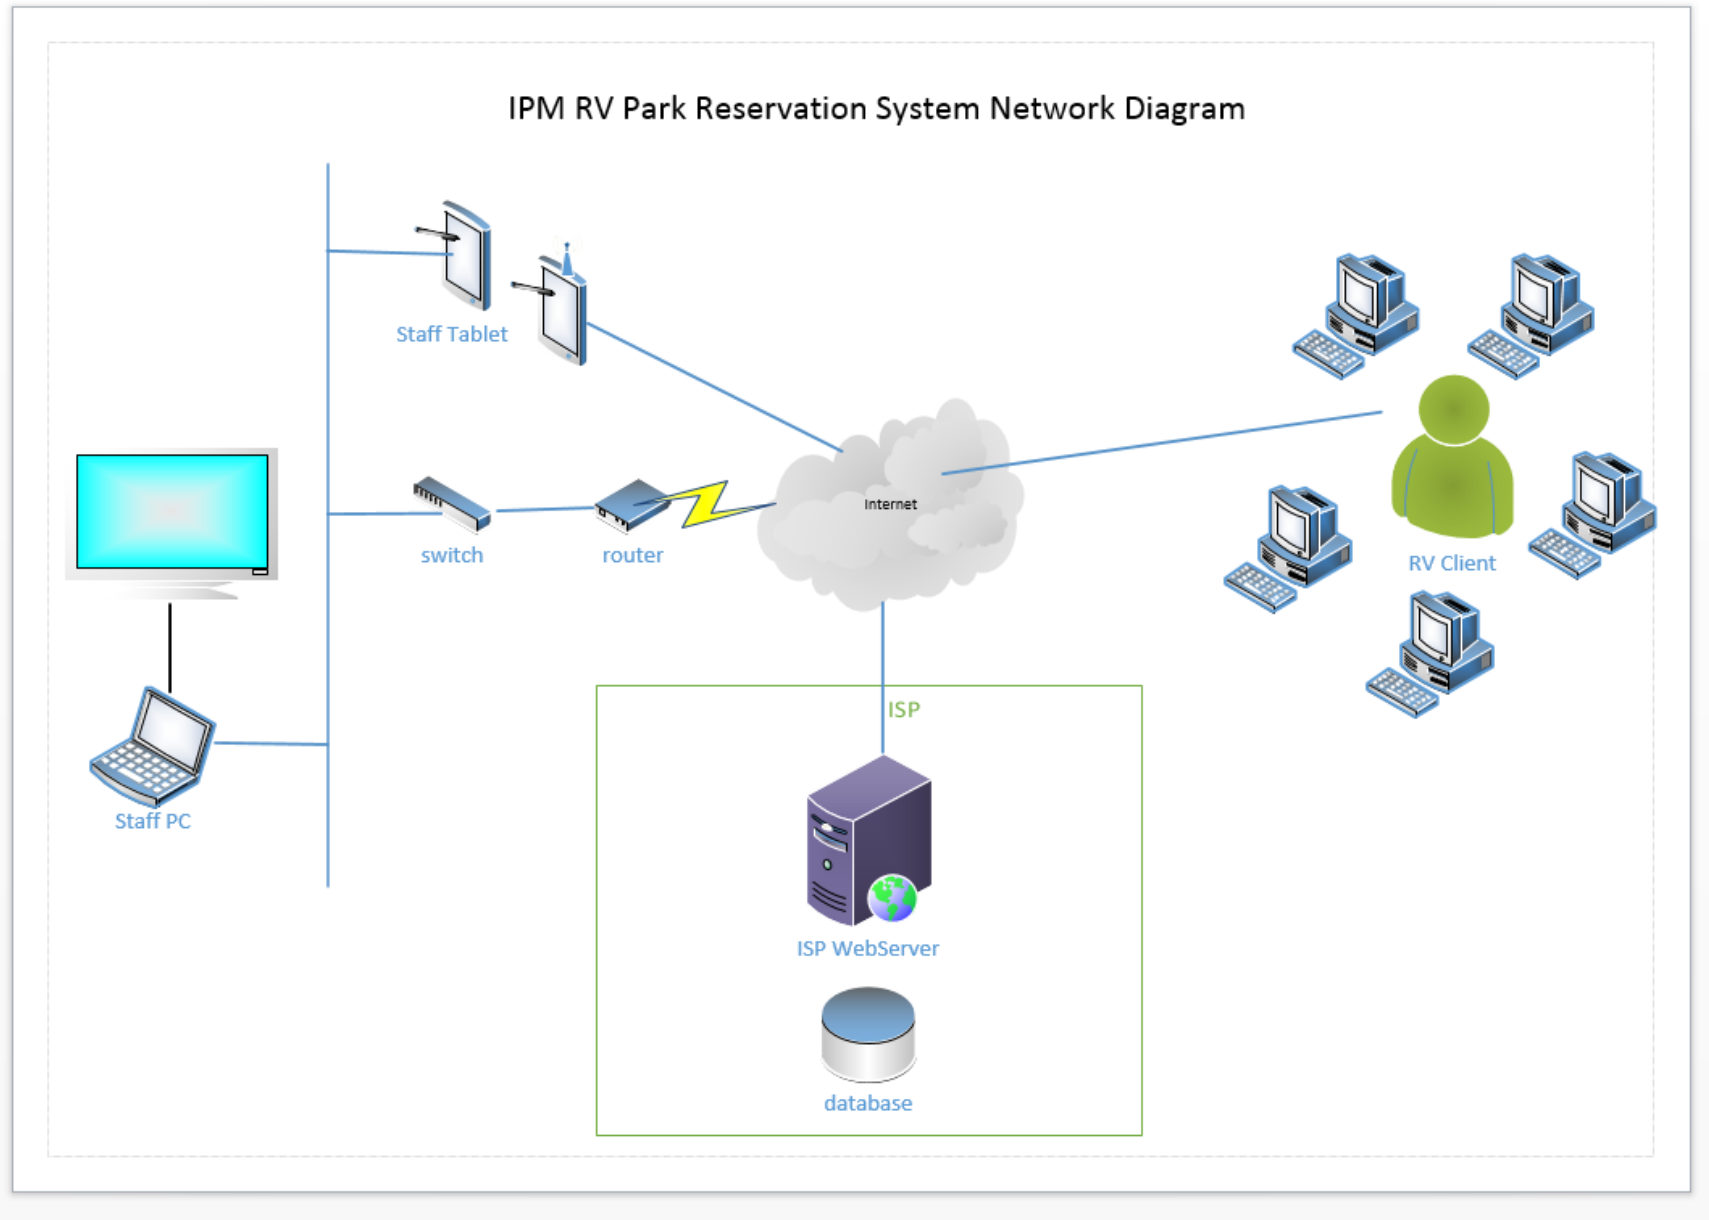 IPM RV Park Reservation System Network Diagram
Staff Tablet
Internet
switch
router
RV Client
ISP
Staff PC
ISP WebServer
database